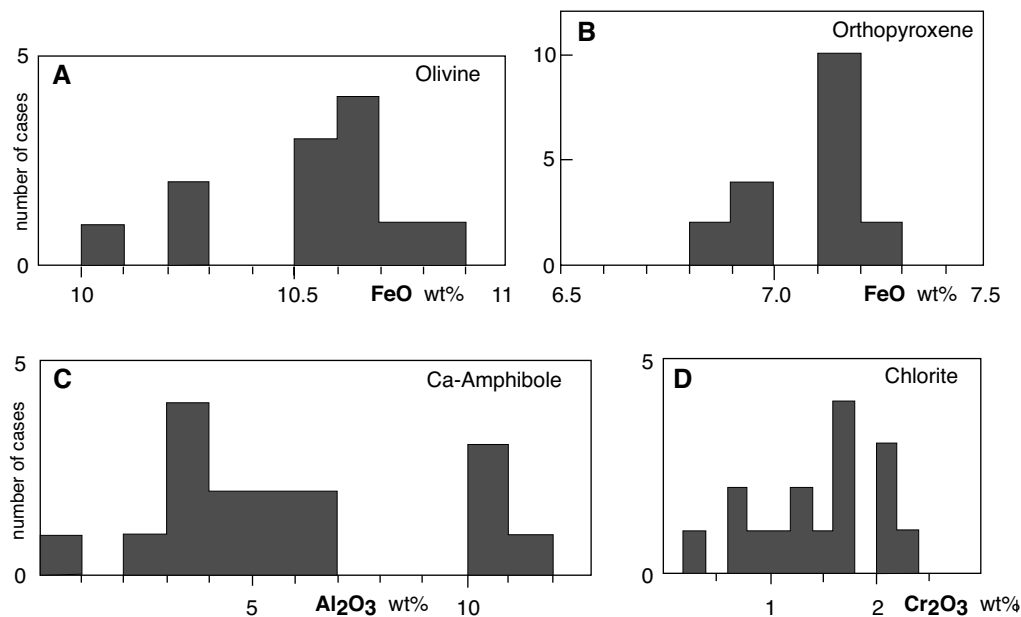 A
Olivine
5
0
number of cases
10
10.5
FeO wt%
11
B
Orthopyroxene
10
5
0
6.5
7.0
FeO wt%
7.5
C
Ca-Amphibole
5
0
number of cases
5
Al2O3 wt%
10
D
Chlorite
5
0
1
2
Cr2O3 wt%